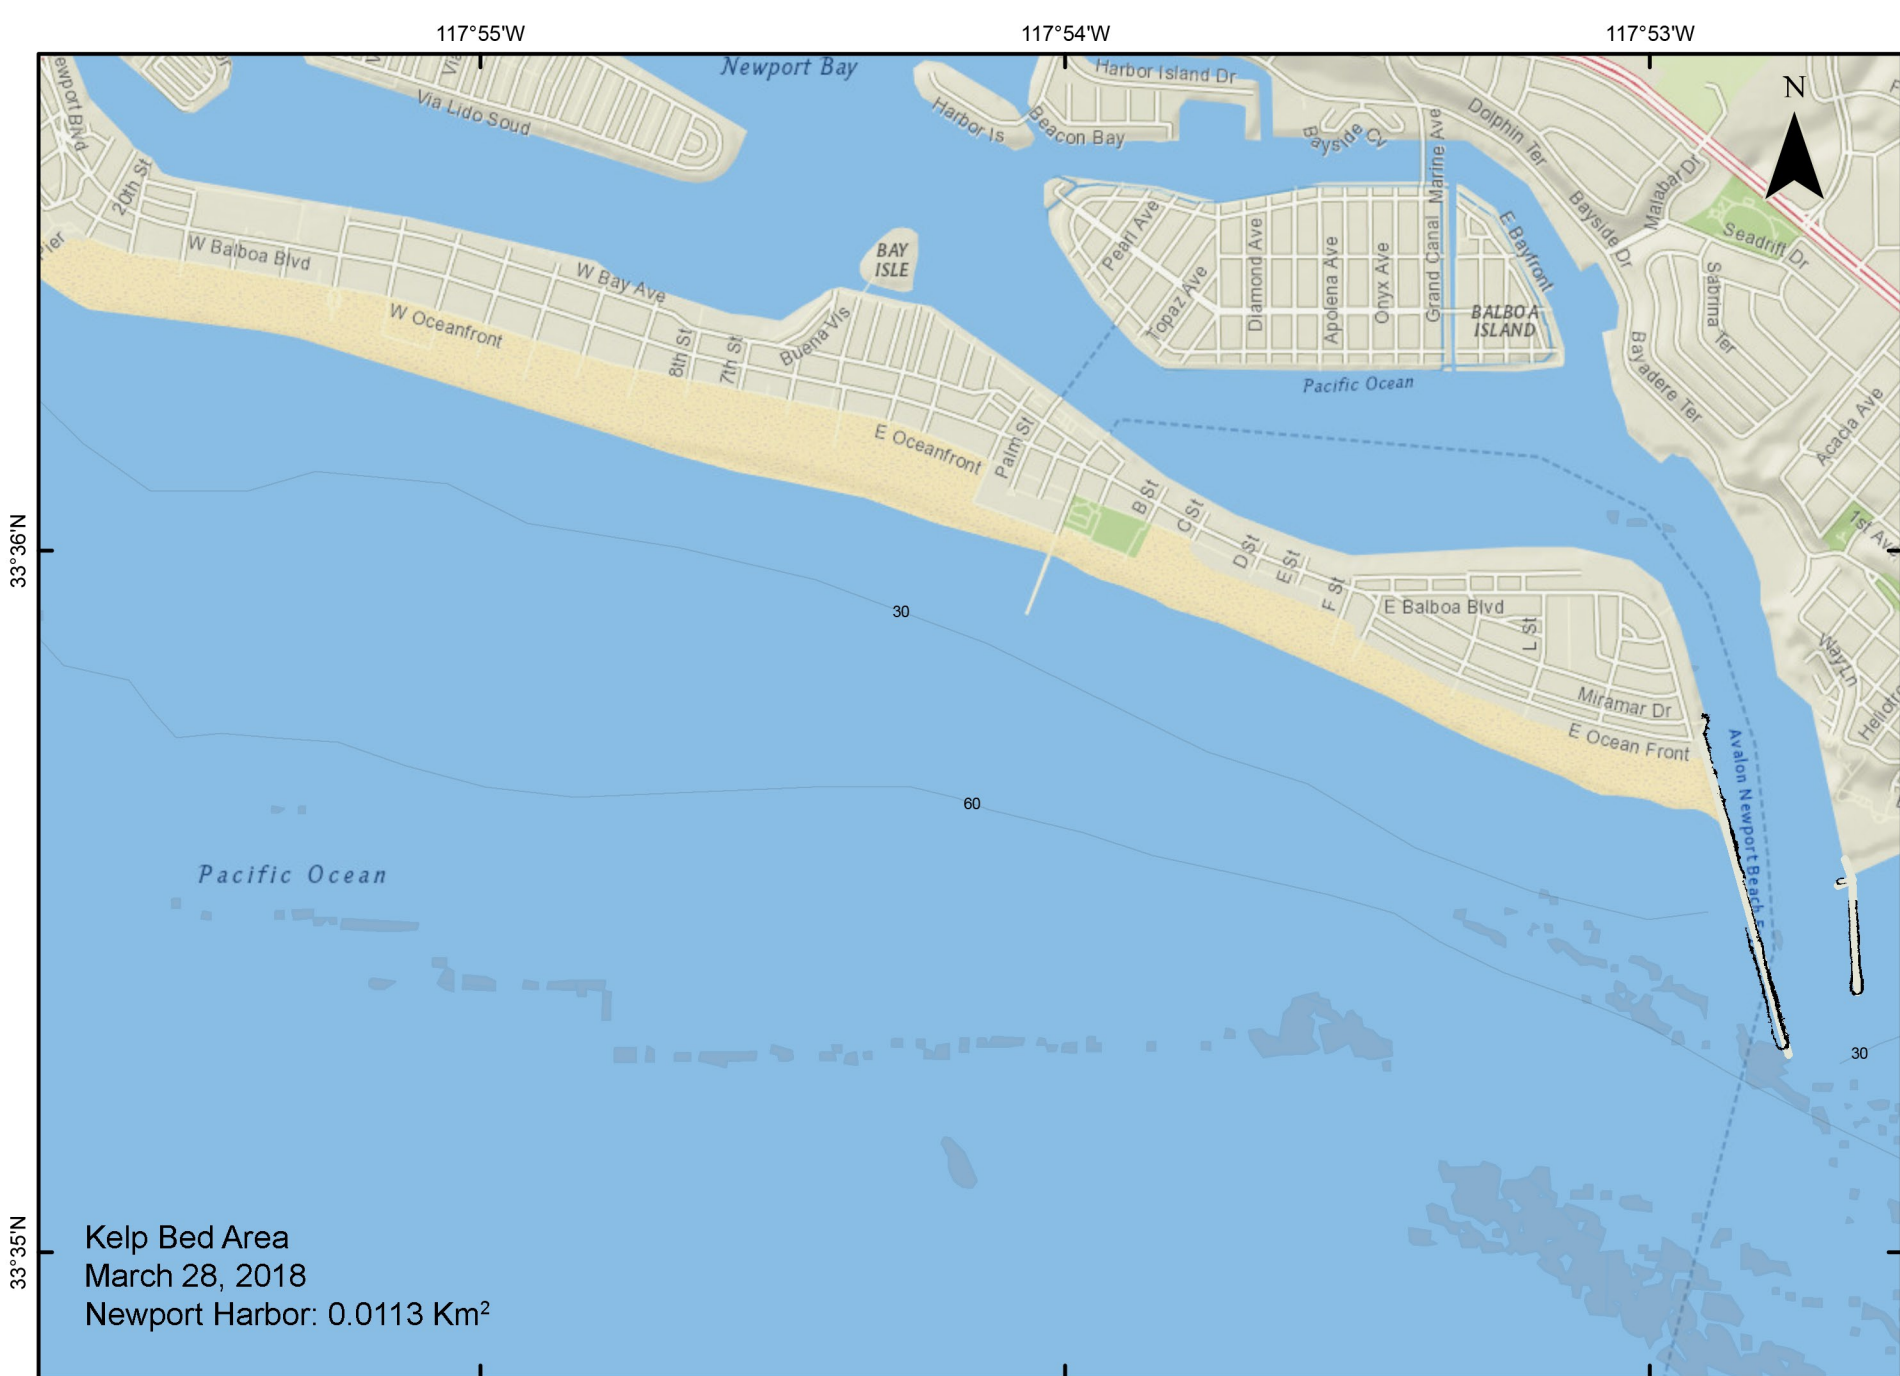 117°55'W
117°54'W
117°53'W
Newport Bay
Harbor Island Dr
N
Via Lido Soud
Harbor Is
Beacon Bay
Bayside Cv
Marine Ave
Dolphin Ter
Malabar Dr
20th St
Pier
W Balboa Blvd
W Bay Ave
BAY
ISLE
Pearl Ave
Topaz Ave
Diamond Ave
Apolena Ave
Onyx Ave
Grand Canal
E Bayfront
Bayside Dr
Seadrift Dr
Sabrina Ter
BALBOA
ISLAND
W Oceanfront
8th St
7th St
Buena Vis
Pacific Ocean
Bayadere Ter
Acacia Ave
E Oceanfront
Palm St
B St
C St
D St
E St
F St
1st Ave
33°36'N
30
E Balboa Blvd
L St
Way Ln
Miramar Dr
E Ocean Front
Avalon Newport Beach
60
Pacific Ocean
30
33°35'N
Kelp Bed Area
March 28, 2018
Newport Harbor: 0.0113 Km²